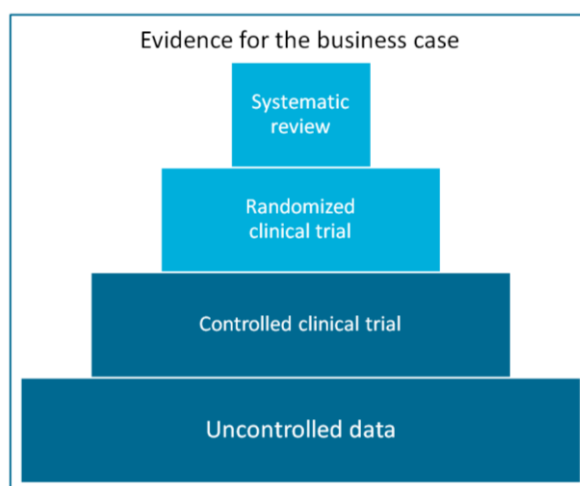 Evidence for the business case
Systematic
review
Randomized
clinical trial
Controlled clinical trial
Uncontrolled data